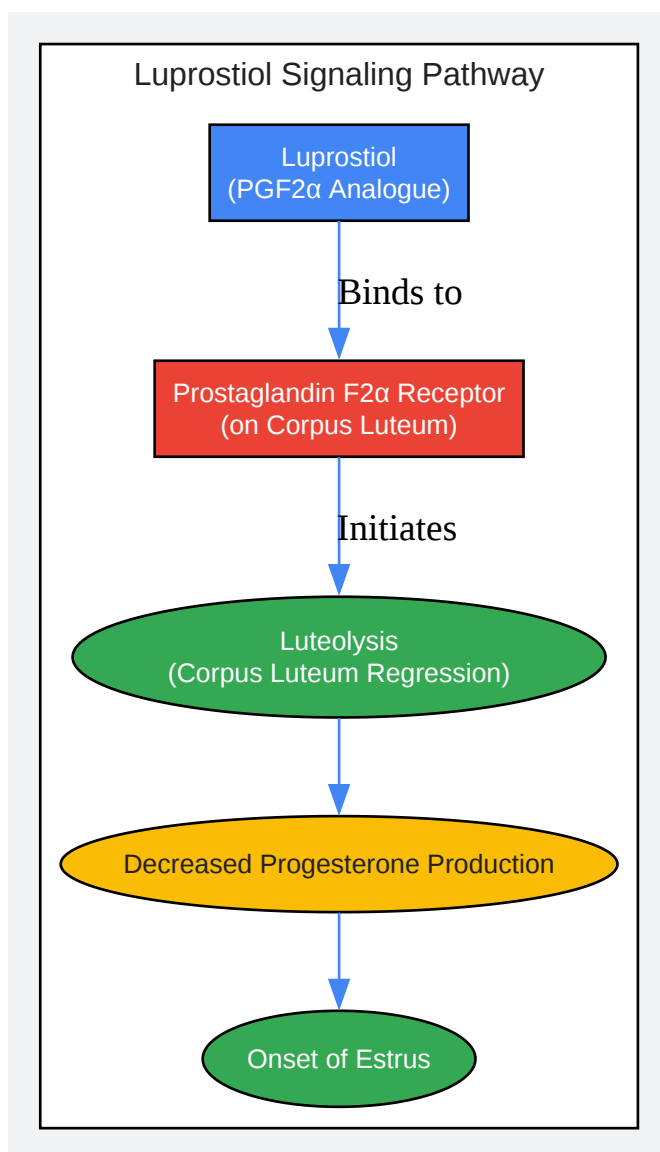 Luprostiol Signaling Pathway
Luprostiol
(PGF2α Analogue)
Binds to
Prostaglandin F2α Receptor
(on Corpus Luteum)
Initiates
Luteolysis
(Corpus Luteum Regression)
Decreased Progesterone Production
Onset of Estrus